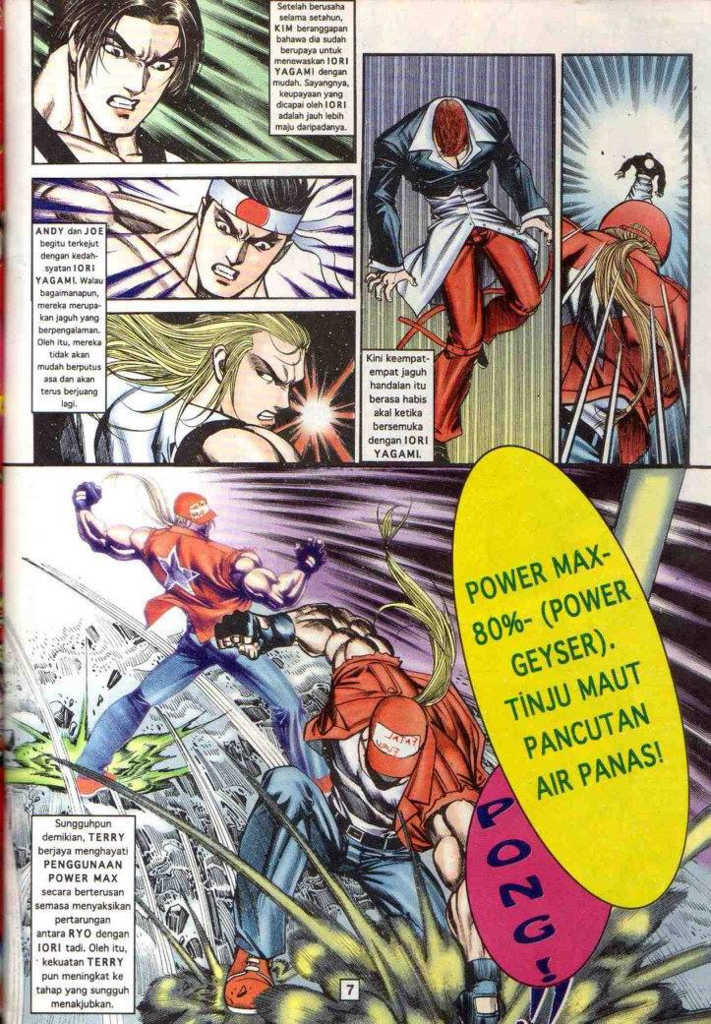 Setelah berusaha
selama setahun,
KIM beranggapan
bahawa dia sudah
berupaya untuk
menewaskan IORI
YAGAMI dengan
mudah. Sayangnya,
keupayaan yang
dicapai oleh IORI
adalah jauh lebih
maju daripadanya.
ANDY dan JOE
begitu terkejut
dengan kedah-
syatan IORI
YAGAMI. Walau
bagaimanapun,
mereka merupa-
kan jaguh yang
berpengalaman.
Oleh itu, mereka
tidak akan
mudah berputus
asa dan akan
terus berjuang
lagi.
Kini keempat-
empat jaguh
handalan itu
berasa habis
akal ketika
bersemuka
dengan IORI
YAGAMI.
POWER MAX-
80%- (POWER
GEYSER).
TINJU MAUT
PANCUTAN
AIR PANAS!
PONG!
FATAL
FURY
Sungguhpun
demikian, TERRY
berjaya menghayati
PENGGUNAAN
POWER MAX
secara berterusan
semasa menyaksikan
pertarungan
antara RYO dengan
IORI tadi. Oleh itu,
kekuatan TERRY
pun meningkat ke
tahap yang sungguh
menakjubkan.
7